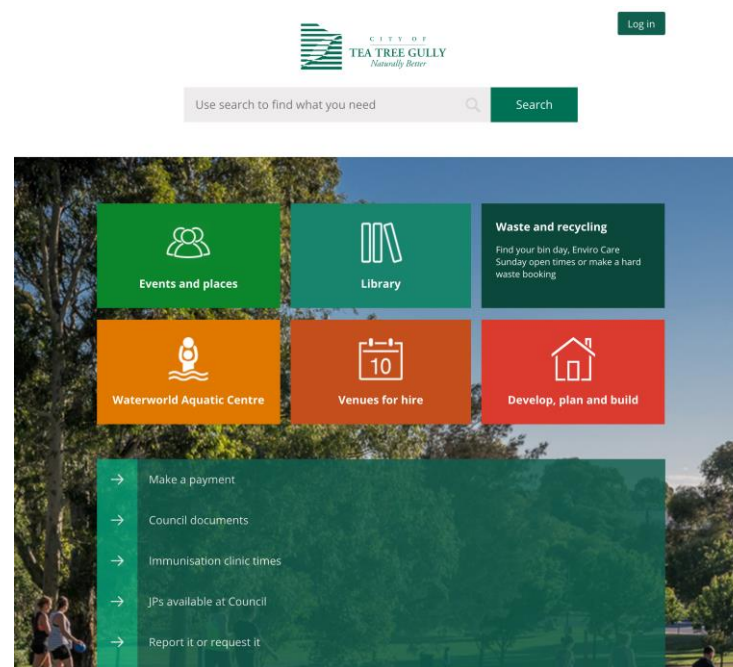 Log in
CITY OF
TEA TREE GULLY
Naturally Better
Use search to find what you need
Search
Events and places
Library
Waste and recycling
Find your bin day, Enviro Care
Sunday open times or make a hard
waste booking
Waterworld Aquatic Centre
10
Venues for hire
Develop, plan and build
Make a payment
Council documents
Immunisation clinic times
JPs available at Council
Report it or request it